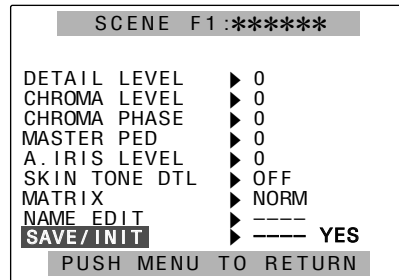 SCENE F1:******
DETAIL LEVEL ▶ 0
CHROMA LEVEL ▶ 0
CHROMA PHASE ▶ 0
MASTER PED ▶ 0
A.IRIS LEVEL ▶ 0
SKIN TONE DTL ▶ OFF
MATRIX ▶ NORM
NAME EDIT ▶ ----
SAVE/INIT ▶ ---- YES
PUSH MENU TO RETURN